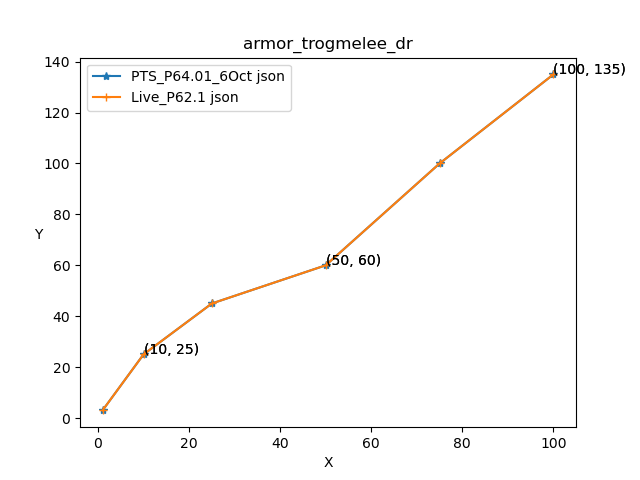 armor_trogmelee_dr
PTS_P64.01_6Oct json
Live_P62.1 json
(100, 135)
(50, 60)
(10, 25)
Y
140
120
100
80
60
40
20
0
0 20 40 60 80 100
X